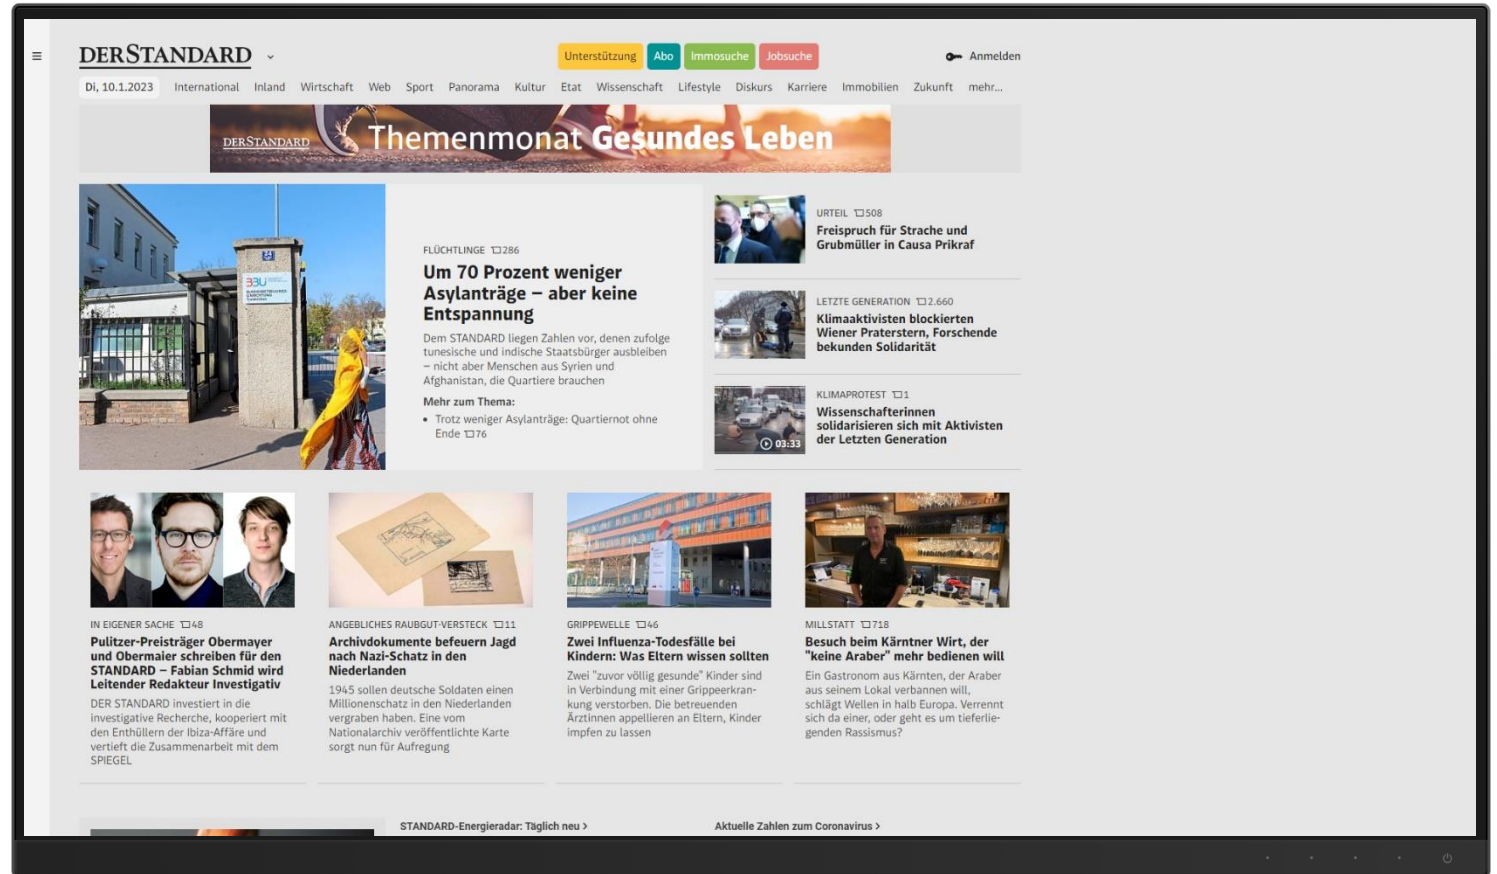 DERSTANDARD
Unterstützung
Abo
Immosuche
Jobsuche
Anmelden
Di, 10.1.2023 International Inland Wirtschaft Web Sport Panorama Kultur Etat Wissenschaft Lifestyle Diskurs Karriere Immobilien Zukunft mehr...
DERSTANDARD
Themenmonat Gesundes Leben
FLÜCHTLINGE 286
Um 70 Prozent weniger
Asylanträge – aber keine
Entspannung
Dem STANDARD liegen Zahlen vor, denen zufolge
tunesische und indische Staatsbürger ausbleiben
– nicht aber Menschen aus Syrien und
Afghanistan, die Quartiere brauchen
Mehr zum Thema:
• Trotz weniger Asylanträge: Quartiernot ohne
Ende 76
URTEIL 508
Freispruch für Strache und
Grubmüller in Causa Prikraf
LETZTE GENERATION 2.660
Klimaaktivisten blockierten
Wiener Praterstern, Forschende
bekunden Solidarität
03:33
KLIMAPROTEST 1
Wissenschafterinnen
solidarisieren sich mit Aktivisten
der Letzten Generation
IN EIGENER SACHE 48
Pulitzer-Preisträger Obermayer
und Obermaier schreiben für den
STANDARD – Fabian Schmid wird
Leitender Redakteur Investigativ
DER STANDARD investiert in die
investigative Recherche, kooperiert mit
den Enthüllern der Ibiza-Affäre und
vertieft die Zusammenarbeit mit dem
SPIEGEL
ANGEBLICHES RAUBGUT-VERSTECK 11
Archivdokumente befeuern Jagd
nach Nazi-Schatz in den
Niederlanden
1945 sollen deutsche Soldaten einen
Millionenschatz in den Niederlanden
vergraben haben. Eine vom
Nationalarchiv veröffentlichte Karte
sorgt nun für Aufregung
GRIPPEWELLE 46
Zwei Influenza-Todesfälle bei
Kindern: Was Eltern wissen sollten
Zwei "zuvor völlig gesunde" Kinder sind
in Verbindung mit einer Grippeerkran-
kung verstorben. Die betreuenden
Ärztinnen appellieren an Eltern, Kinder
impfen zu lassen
MILLSTATT 718
Besuch beim Kärntner Wirt, der
"keine Araber" mehr bedienen will
Ein Gastronom aus Kärnten, der Araber
aus seinem Lokal verbannen will,
schlägt Wellen in halb Europa. Verrennt
sich da einer, oder geht es um tieferlie-
genden Rassismus?
STANDARD-Energieradar: Täglich neu >
Aktuelle Zahlen zum Coronavirus >